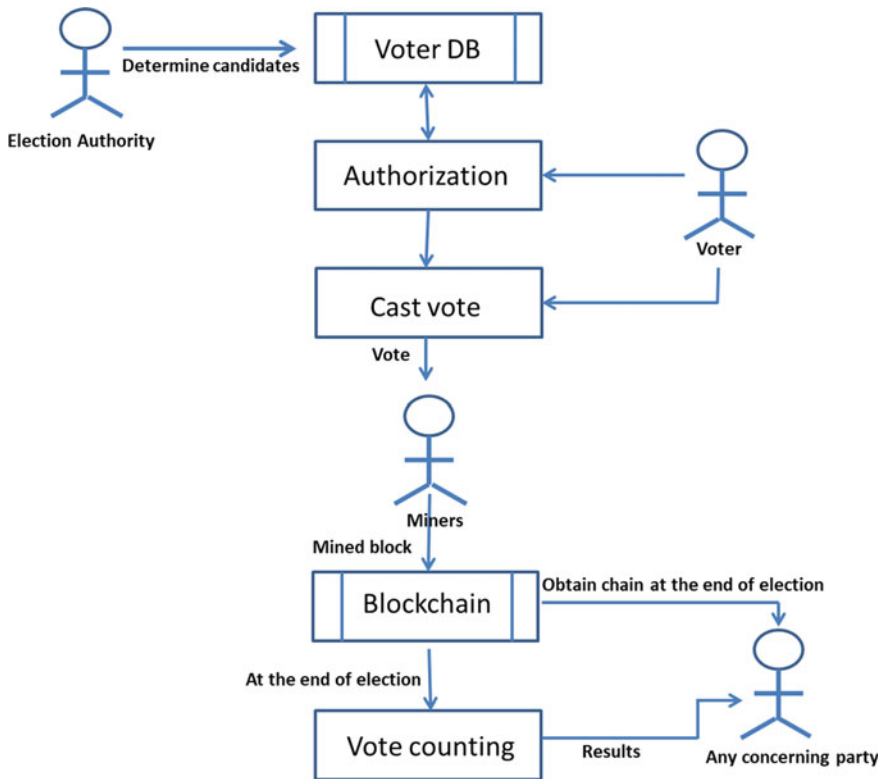 Voter DB
Determine candidates
Election Authority
Authorization
Voter
Cast vote
Vote
Miners
Mined block
Blockchain
Obtain chain at the end of election
At the end of election
Vote counting
Results
Any concerning party